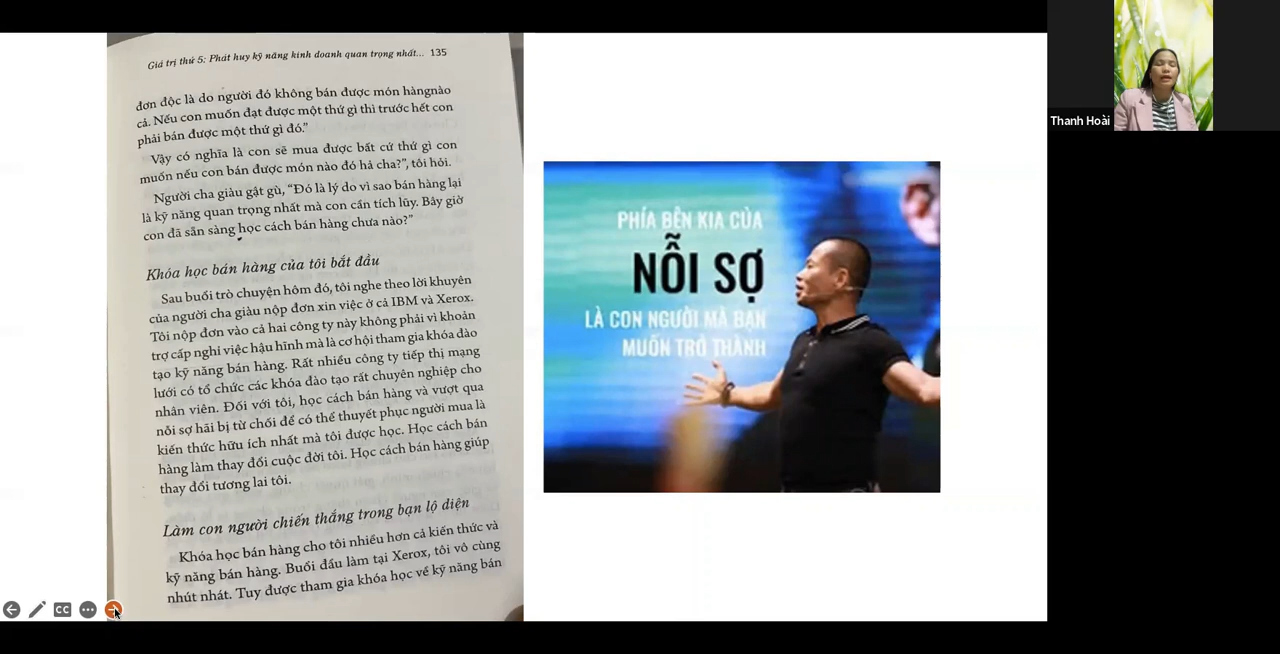 Giá trị thứ 5: Phát huy kỹ năng kinh doanh quan trọng nhất... 135
đơn độc là do người đó không bán được món hàngnào
cả. Nếu con muốn đạt được một thứ gì thì trước hết con
phải bán được một thứ gì đó.”
Vậy có nghĩa là con sẽ mua được bất cứ thứ gì con
muốn nếu con bán được món nào đó hả cha?”, tôi hỏi.
Người cha giàu gật gù, “Đó là lý do vì sao bán hàng lại
là kỹ năng quan trọng nhất mà con cần tích lũy. Bây giờ
con đã sẵn sàng học cách bán hàng chưa nào?”
Khóa học bán hàng của tôi bắt đầu
Sau buổi trò chuyện hôm đó, tôi nghe theo lời khuyên
của người cha giàu nộp đơn xin việc ở cả IBM và Xerox.
Tôi nộp đơn vào cả hai công ty này không phải vì khoản
trợ cấp nghỉ việc hậu hĩnh mà là cơ hội tham gia khóa đào
tạo kỹ năng bán hàng. Rất nhiều công ty tiếp thị mạng
lưới có tổ chức các khóa đào tạo rất chuyên nghiệp cho
nhân viên. Đối với tôi, học cách bán hàng và vượt qua
nỗi sợ hãi bị từ chối để có thể thuyết phục người mua là
kiến thức hữu ích nhất mà tôi được học. Học cách bán
hàng làm thay đổi cuộc đời tôi. Học cách bán hàng giúp
thay đổi tương lai tôi.
Làm con người chiến thắng trong bạn lộ diện
Khóa học bán hàng cho tôi nhiều hơn cả kiến thức và
kỹ năng bán hàng. Buổi đầu làm tại Xerox, tôi vô cùng
nhút nhát. Tuy được tham gia khóa học về kỹ năng bán
PHÍA BÊN KIA CỦA
NỖI SỢ
LÀ CON NGƯỜI MÀ BẠN
MUỐN TRỞ THÀNH
Thanh Hoài
CC